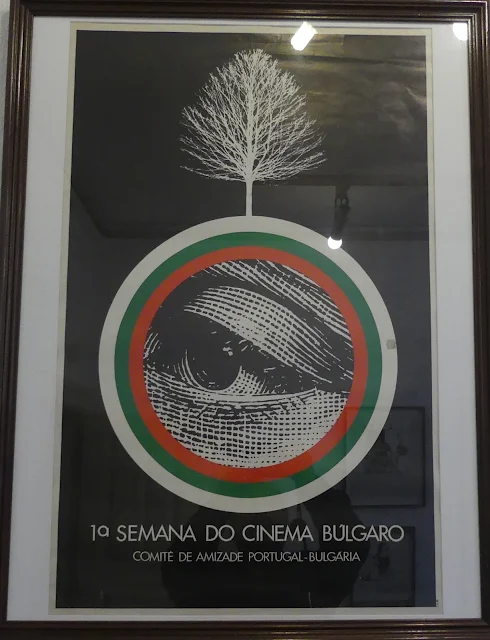 1ª SEMANA DO CINEMA BÚLGARO
COMITÉ DE AMIZADE PORTUGAL-BULGÁRIA